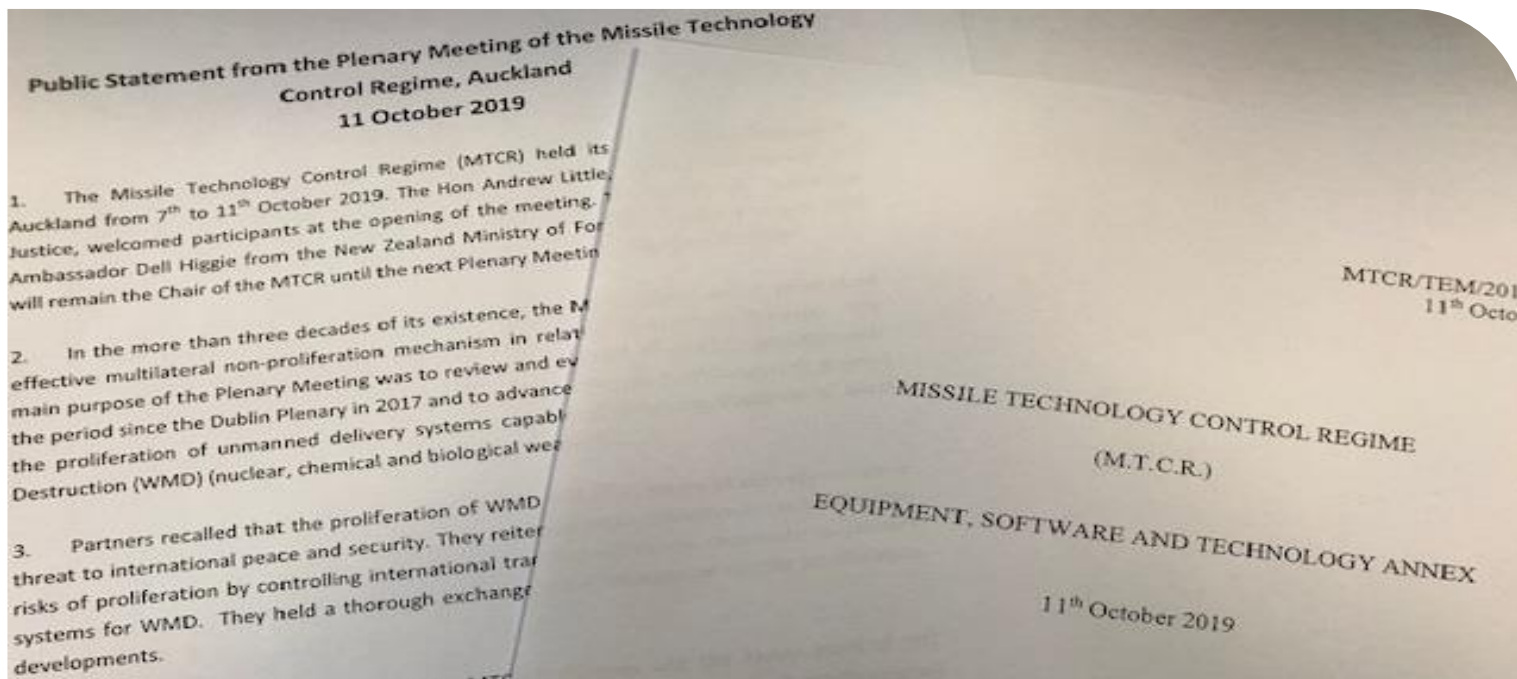 Public Statement from the Plenary Meeting of the Missile Technology
Control Regime, Auckland
11 October 2019
1. The Missile Technology Control Regime (MTCR) held its
Auckland from 7th to 11th October 2019. The Hon Andrew Little,
Justice, welcomed participants at the opening of the meeting.
Ambassador Dell Higgie from the New Zealand Ministry of For
will remain the Chair of the MTCR until the next Plenary Meetin
2. In the more than three decades of its existence, the M
effective multilateral non-proliferation mechanism in relat
main purpose of the Plenary Meeting was to review and ev
the period since the Dublin Plenary in 2017 and to advance
the proliferation of unmanned delivery systems capabl
Destruction (WMD) (nuclear, chemical and biological wea
3. Partners recalled that the proliferation of WMD
threat to international peace and security. They reiter
risks of proliferation by controlling international tra
systems for WMD. They held a thorough exchange
developments.
MTCR/TEM/201
11th Octo
MISSILE TECHNOLOGY CONTROL REGIME
(M.T.C.R.)
EQUIPMENT, SOFTWARE AND TECHNOLOGY ANNEX
11th October 2019